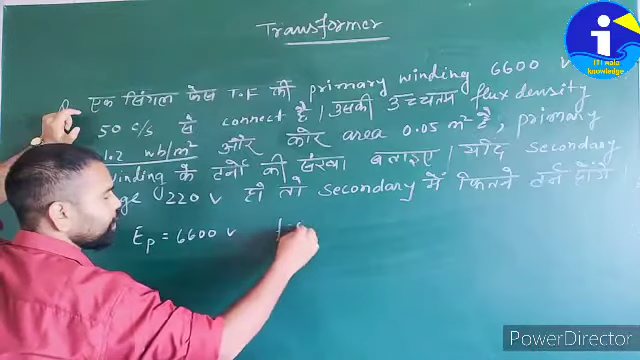 Transformer
एक सिंगल फेस T.F की primary winding 6600 v
50 c/s से connect है | उसकी उच्चतम flux density
1.2 wb/m² और कोर area 0.05 m² है, primary
winding के टर्नो की संख्या बताइए | यदि secondary
220 v हो तो secondary में कितने टर्न होंगे |
Ep = 6600 v f =
ITI wala
knowledge
PowerDirector